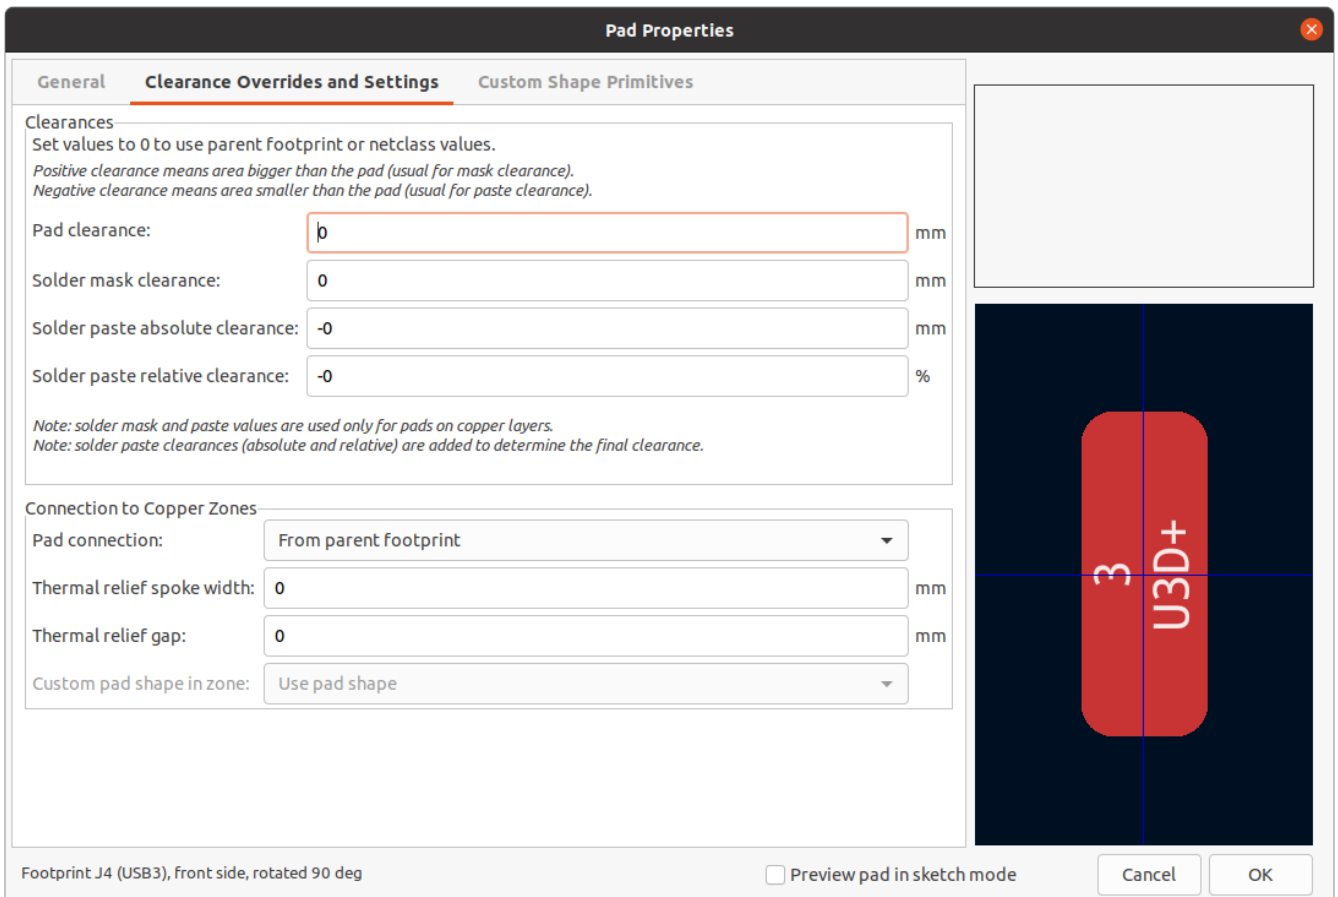 Pad Properties
General
Clearance Overrides and Settings
Custom Shape Primitives
Clearances
Set values to 0 to use parent footprint or netclass values.
Positive clearance means area bigger than the pad (usual for mask clearance).
Negative clearance means area smaller than the pad (usual for paste clearance).
Pad clearance: 0 mm
Solder mask clearance: 0 mm
Solder paste absolute clearance: -0 mm
Solder paste relative clearance: -0 %
Note: solder mask and paste values are used only for pads on copper layers.
Note: solder paste clearances (absolute and relative) are added to determine the final clearance.
Connection to Copper Zones
Pad connection: From parent footprint
Thermal relief spoke width: 0 mm
Thermal relief gap: 0 mm
Custom pad shape in zone: Use pad shape
3
U3D+
Footprint J4 (USB3), front side, rotated 90 deg
Preview pad in sketch mode
Cancel
OK